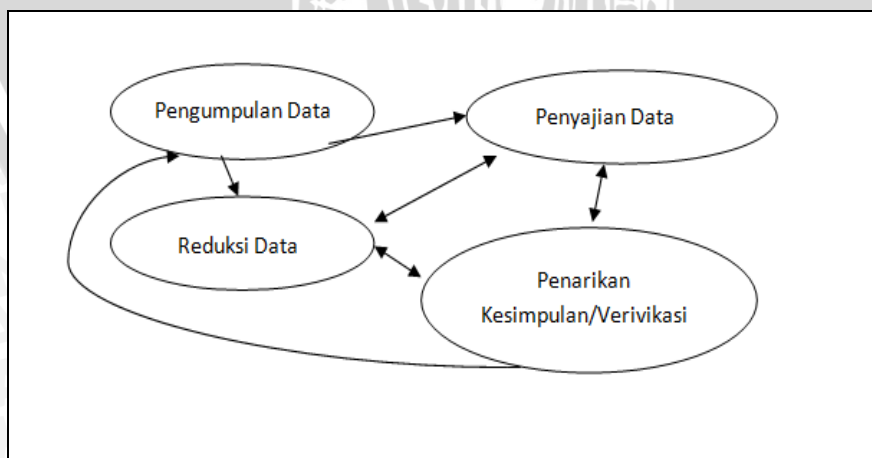 Pengumpulan Data
Penyajian Data
Reduksi Data
Penarikan
Kesimpulan/Verivikasi